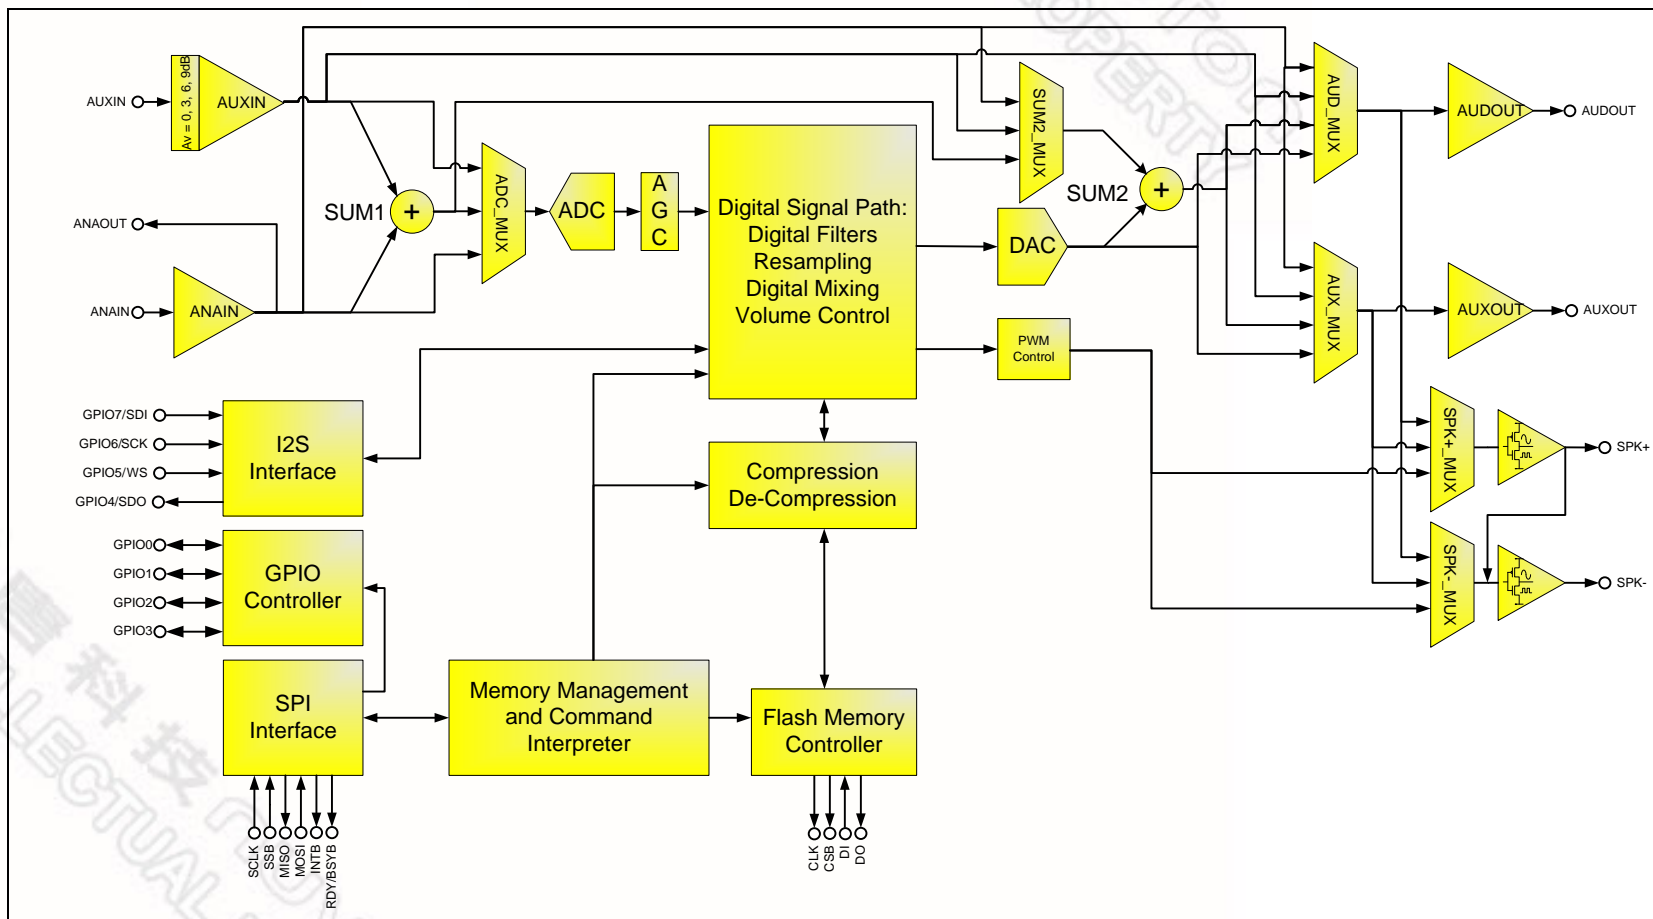 AUXIN
Av = 0, 3, 6, 9dB
AUXIN
ANAOUT
ANAIN
ANAIN
SUM1
+
ADC_MUX
ADC
A
G
C
Digital Signal Path:
Digital Filters
Resampling
Digital Mixing
Volume Control
SUM2_MUX
SUM2
+
DAC
PWM
Control
AUD_MUX
AUDOUT
AUDOUT
AUX_MUX
AUXOUT
AUXOUT
SPK+_MUX
SPK+
SPK-_MUX
SPK-
GPIO7/SDI
GPIO6/SCK
GPIO5/WS
GPIO4/SDO
I2S
Interface
Compression
De-Compression
GPIO0
GPIO1
GPIO2
GPIO3
GPIO
Controller
SPI
Interface
Memory Management
and Command
Interpreter
Flash Memory
Controller
SCLK
SSB
MISO
MOSI
INTB
RDY/BSYB
CLK
CSB
DI
DO